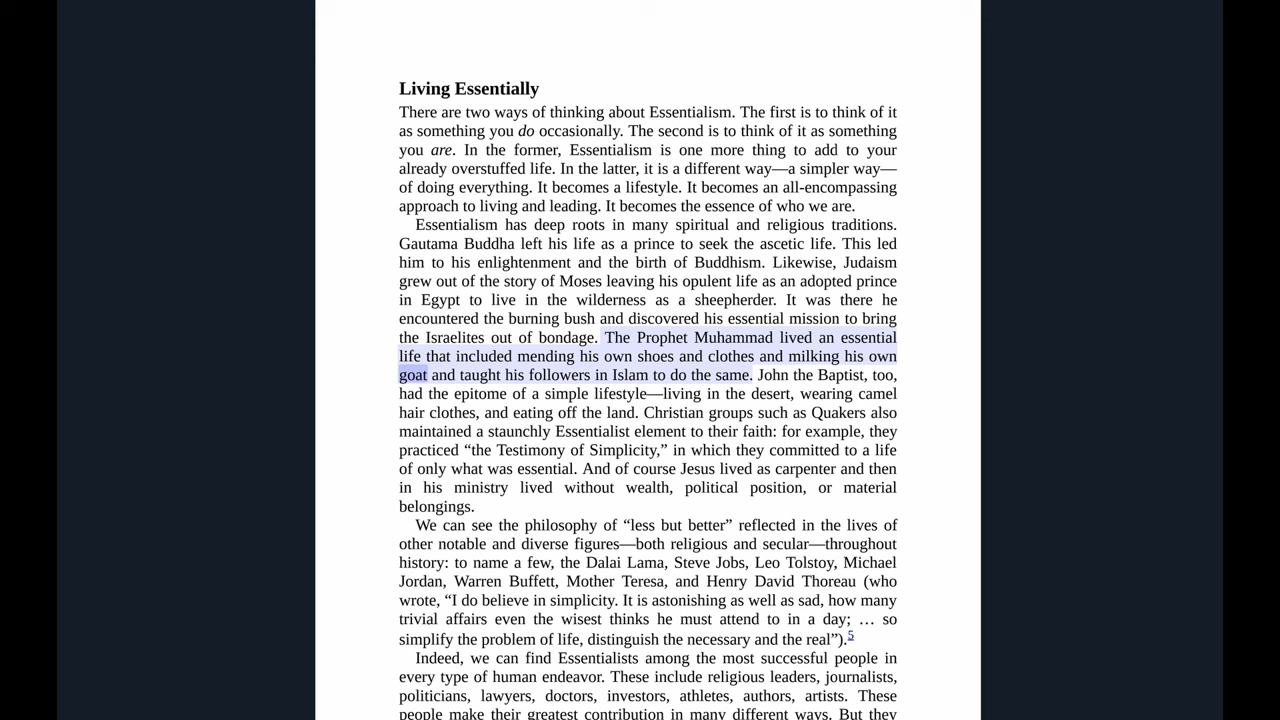 Living Essentially
There are two ways of thinking about Essentialism. The first is to think of it
as something you do occasionally. The second is to think of it as something
you are. In the former, Essentialism is one more thing to add to your
already overstuffed life. In the latter, it is a different way—a simpler way—
of doing everything. It becomes a lifestyle. It becomes an all-encompassing
approach to living and leading. It becomes the essence of who we are.
Essentialism has deep roots in many spiritual and religious traditions.
Gautama Buddha left his life as a prince to seek the ascetic life. This led
him to his enlightenment and the birth of Buddhism. Likewise, Judaism
grew out of the story of Moses leaving his opulent life as an adopted prince
in Egypt to live in the wilderness as a sheepherder. It was there he
encountered the burning bush and discovered his essential mission to bring
the Israelites out of bondage. The Prophet Muhammad lived an essential
life that included mending his own shoes and clothes and milking his own
goat and taught his followers in Islam to do the same. John the Baptist, too,
had the epitome of a simple lifestyle—living in the desert, wearing camel
hair clothes, and eating off the land. Christian groups such as Quakers also
maintained a staunchly Essentialist element to their faith: for example, they
practiced “the Testimony of Simplicity,” in which they committed to a life
of only what was essential. And of course Jesus lived as carpenter and then
in his ministry lived without wealth, political position, or material
belongings.
We can see the philosophy of “less but better” reflected in the lives of
other notable and diverse figures—both religious and secular—throughout
history: to name a few, the Dalai Lama, Steve Jobs, Leo Tolstoy, Michael
Jordan, Warren Buffett, Mother Teresa, and Henry David Thoreau (who
wrote, “I do believe in simplicity. It is astonishing as well as sad, how many
trivial affairs even the wisest thinks he must attend to in a day; … so
simplify the problem of life, distinguish the necessary and the real”).5
Indeed, we can find Essentialists among the most successful people in
every type of human endeavor. These include religious leaders, journalists,
politicians, lawyers, doctors, investors, athletes, authors, artists. These
people make their greatest contribution in many different ways. But they